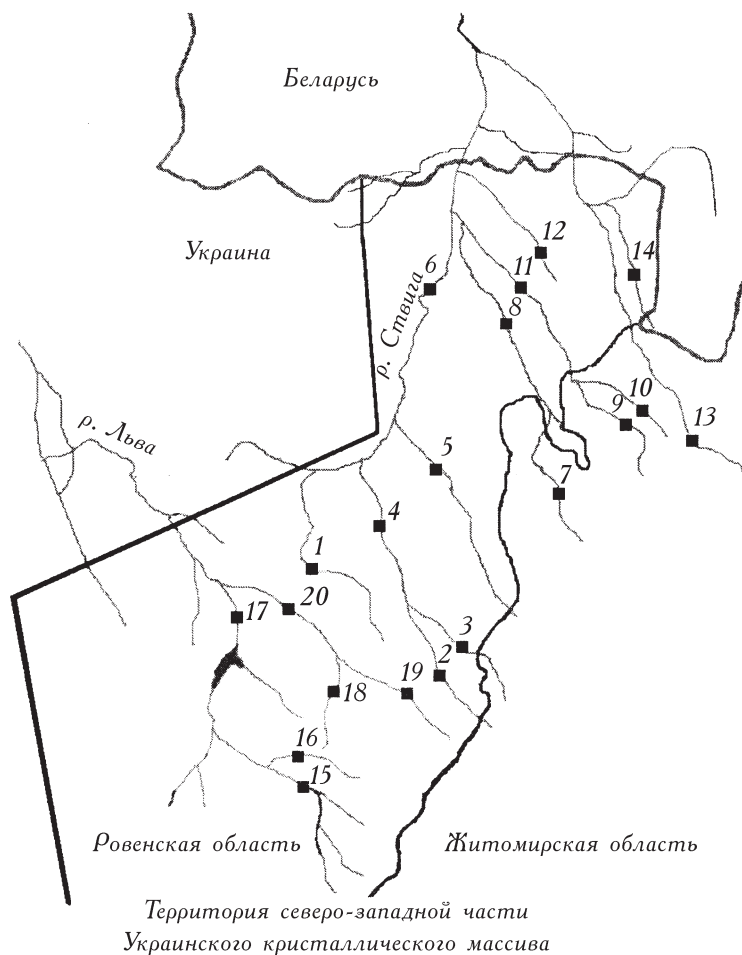 Беларусь
Украина
12
14
6
11
8
р. Ствига
10
9
13
р. Льва
5
7
4
1
17
20
3
2
19
18
16
15
Ровенская область
Житомирская область
Территория северо-западной части
Украинского кристаллического массива